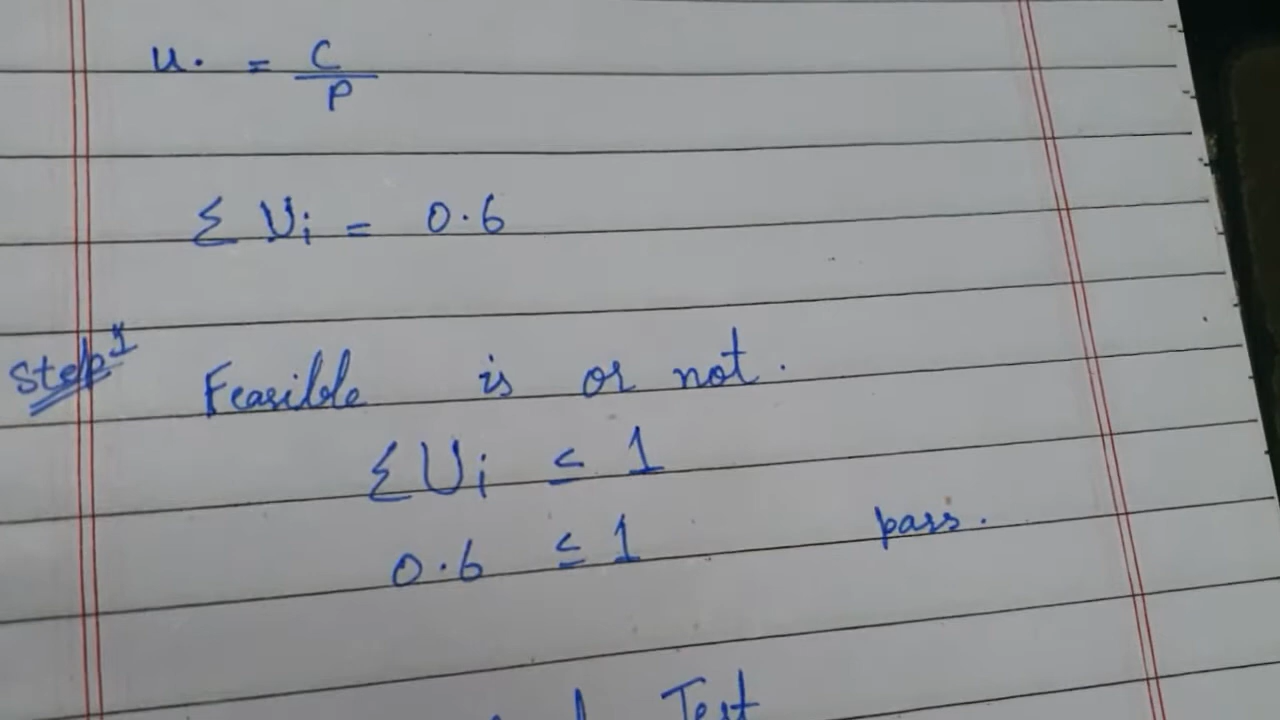 u. = C/P
Σ Ui = 0.6
Step 1
Feasible is or not.
ΣUi ≤ 1
0.6 ≤ 1 pass.
Test